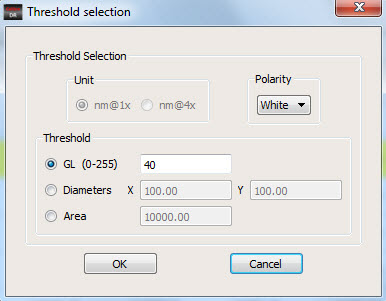 DR Threshold selection
Threshold Selection
Unit
Polarity
nm@1x nm@4x
White
Threshold
GL (0-255) 40
Diameters X 100.00 Y 100.00
Area 10000.00
OK Cancel